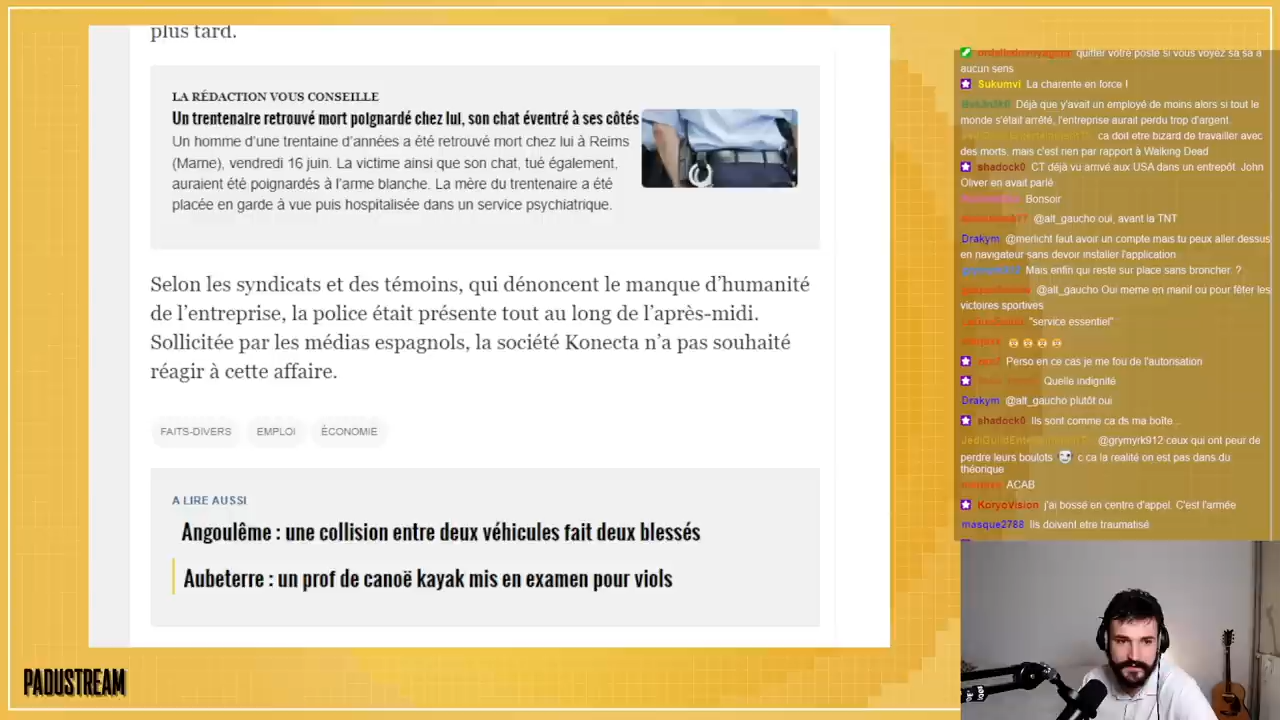 plus tard.
LA RÉDACTION VOUS CONSEILLE
Un trentenaire retrouvé mort poignardé chez lui, son chat éventré à ses côtés
Un homme d’une trentaine d’années a été retrouvé mort chez lui à Reims
(Marne), vendredi 16 juin. La victime ainsi que son chat, tué également,
auraient été poignardés à l’arme blanche. La mère du trentenaire a été
placée en garde à vue puis hospitalisée dans un service psychiatrique.
Selon les syndicats et des témoins, qui dénoncent le manque d’humanité
de l’entreprise, la police était présente tout au long de l’après-midi.
Sollicitée par les médias espagnols, la société Konecta n’a pas souhaité
réagir à cette affaire.
FAITS-DIVERS EMPLOI ÉCONOMIE
A LIRE AUSSI
Angoulême : une collision entre deux véhicules fait deux blessés
Aubeterre : un prof de canoë kayak mis en examen pour viols
PADUSTREAM
quitter votre poste si vous voyez sa sa a
aucun sens
Sukumvi La charente en force !
Déjà que y'avait un employé de moins alors si tout le
monde s'était arrêté, l'entreprise aurait perdu trop d'argent.
ca doit etre bizard de travailler avec
des morts, mais c'est rien par rapport à Walking Dead
shadock0 CT déjà vu arrivé aux USA dans un entrepôt. John
Oliver en avait parlé
Bonsoir
@alt_gaucho oui, avant la TNT
Drakym @merlicht faut avoir un compte mais tu peux aller dessus
en navigateur sans devoir installer l'application
Mais enfin qui reste sur place sans broncher. ?
@alt_gaucho Oui meme en manif ou pour fêter les
victoires sportives
"service essentiel"
Perso en ce cas je me fou de l'autorisation
Quelle indignité
Drakym @alt_gaucho plutôt oui
shadock0 Ils sont comme ca ds ma boîte...
@grymyrk912 ceux qui ont peur de
perdre leurs boulots c ca la realité on est pas dans du
théorique
ACAB
KoryoVision j'ai bossé en centre d'appel. C'est l'armée
masque2788 Ils doivent etre traumatisé